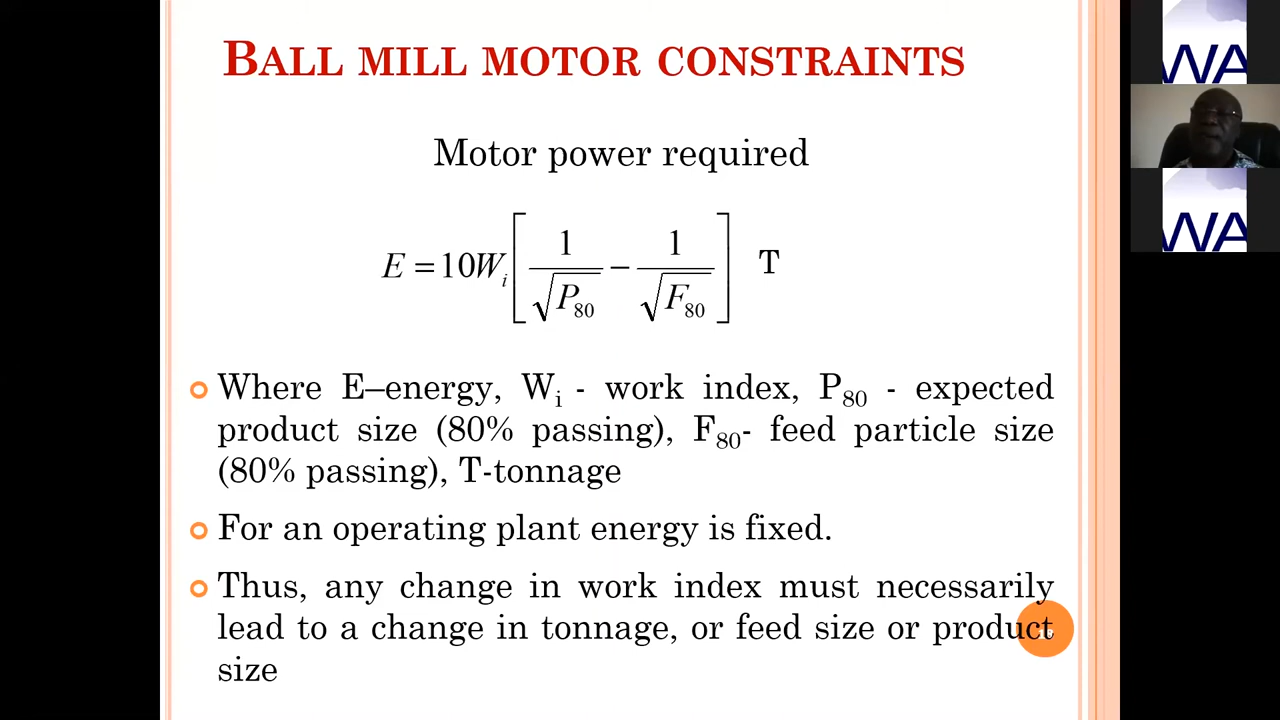 BALL MILL MOTOR CONSTRAINTS
Motor power required
E = 10W_i [ 1/√P_80 − 1/√F_80 ] T
Where E–energy, W_i - work index, P_80 - expected
product size (80% passing), F_80- feed particle size
(80% passing), T-tonnage
For an operating plant energy is fixed.
Thus, any change in work index must necessarily
lead to a change in tonnage, or feed size or product
size
WA
WA